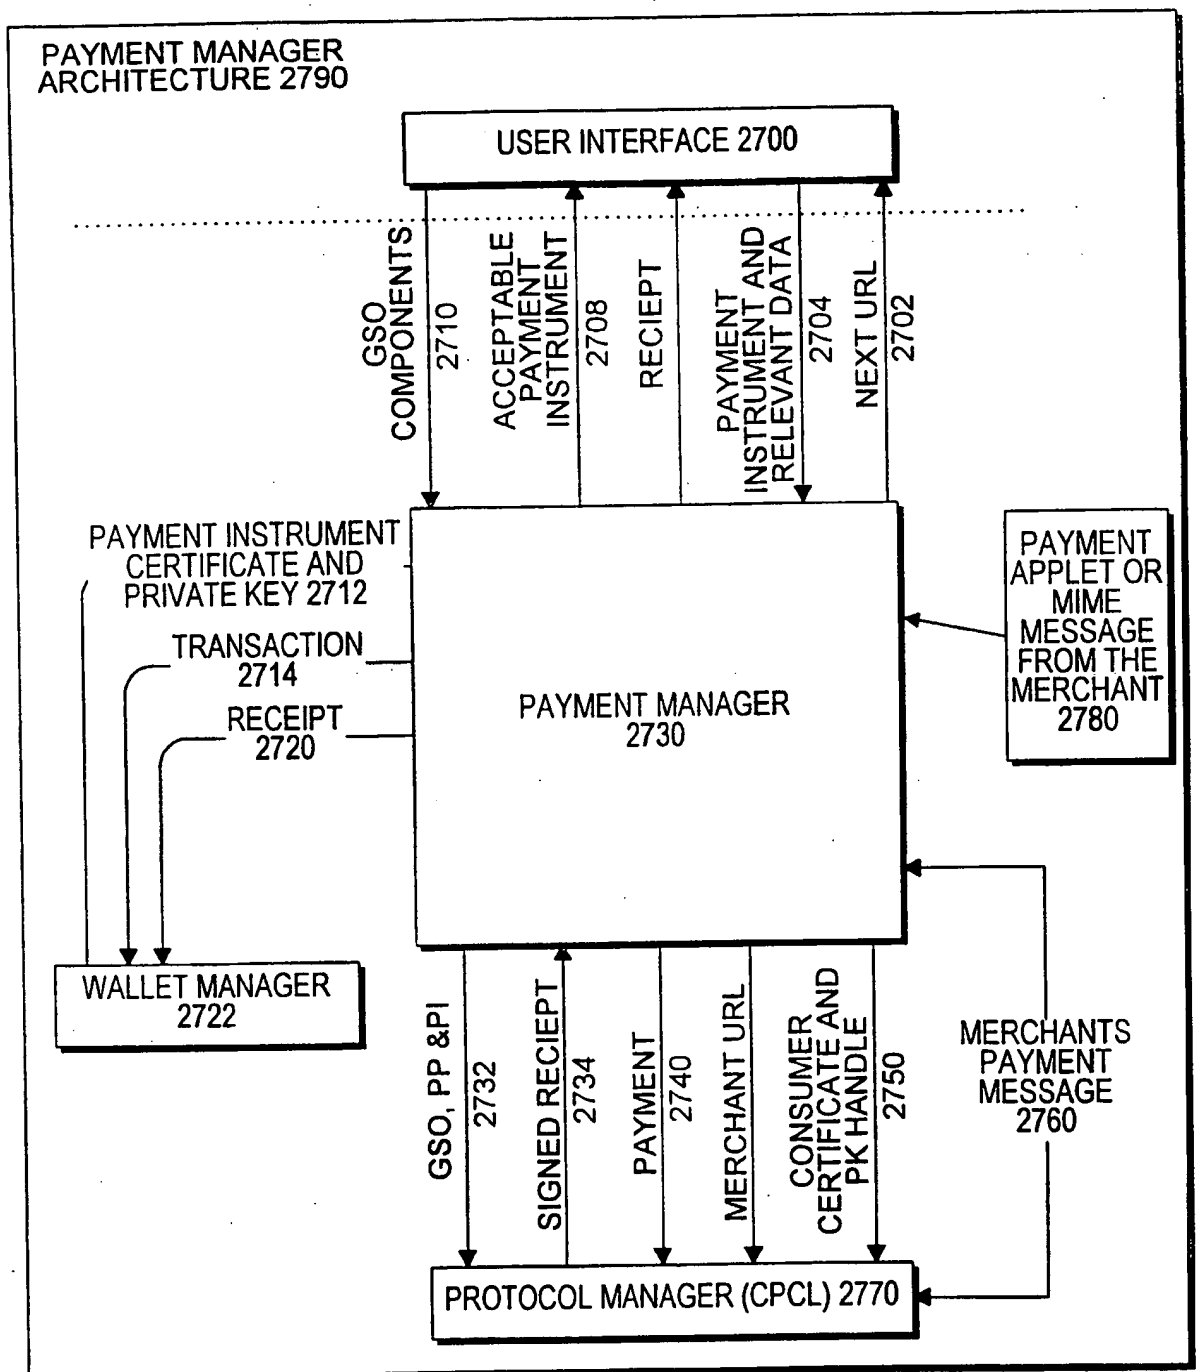 PAYMENT MANAGER
ARCHITECTURE 2790
USER INTERFACE 2700
GSO
COMPONENTS
2710
ACCEPTABLE
PAYMENT
INSTRUMENT
2708
RECIEPT
PAYMENT
INSTRUMENT AND
RELEVANT DATA
2704
NEXT URL
2702
PAYMENT INSTRUMENT
CERTIFICATE AND
PRIVATE KEY 2712
TRANSACTION
2714
RECEIPT
2720
PAYMENT MANAGER
2730
PAYMENT
APPLET OR
MIME
MESSAGE
FROM THE
MERCHANT
2780
WALLET MANAGER
2722
GSO, PP &PI
2732
SIGNED RECIEPT
2734
PAYMENT
2740
MERCHANT URL
CONSUMER
CERTIFICATE AND
PK HANDLE
2750
MERCHANTS
PAYMENT
MESSAGE
2760
PROTOCOL MANAGER (CPCL) 2770